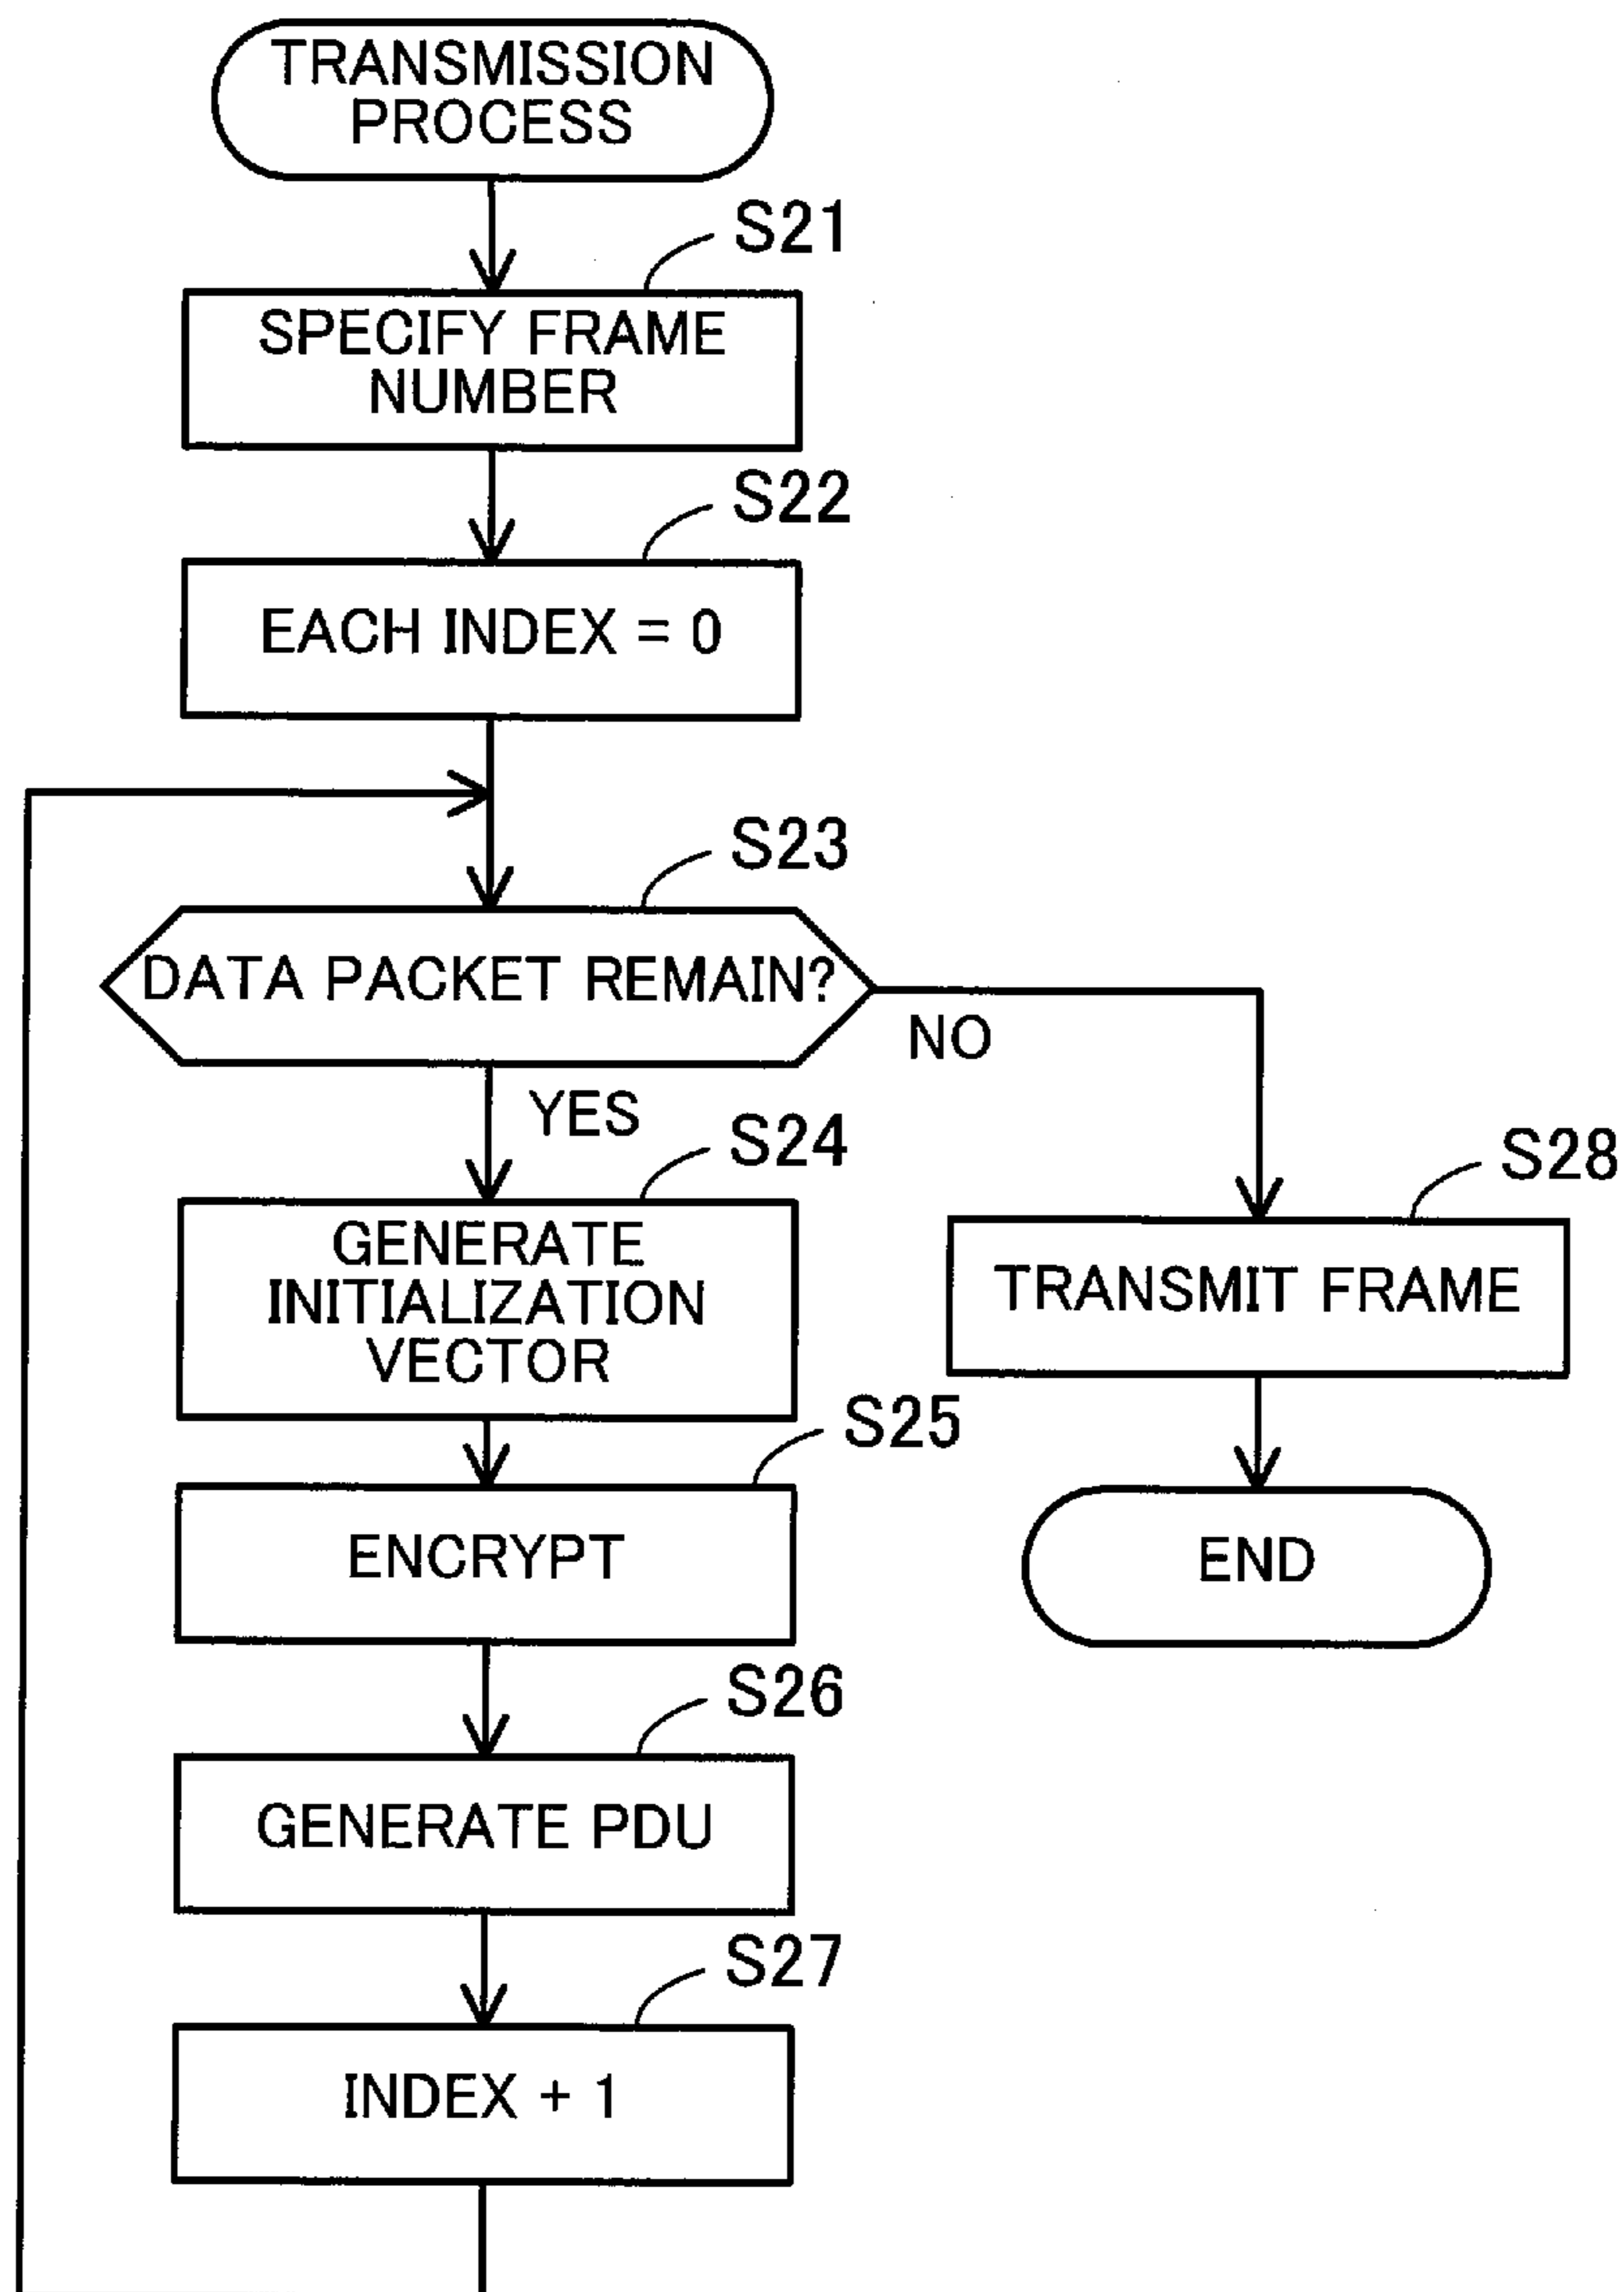 TRANSMISSION
PROCESS
S21
SPECIFY FRAME
NUMBER
S22
EACH INDEX = 0
S23
DATA PACKET REMAIN?
NO
YES
S24
GENERATE
INITIALIZATION
VECTOR
S28
TRANSMIT FRAME
S25
ENCRYPT
END
S26
GENERATE PDU
S27
INDEX + 1